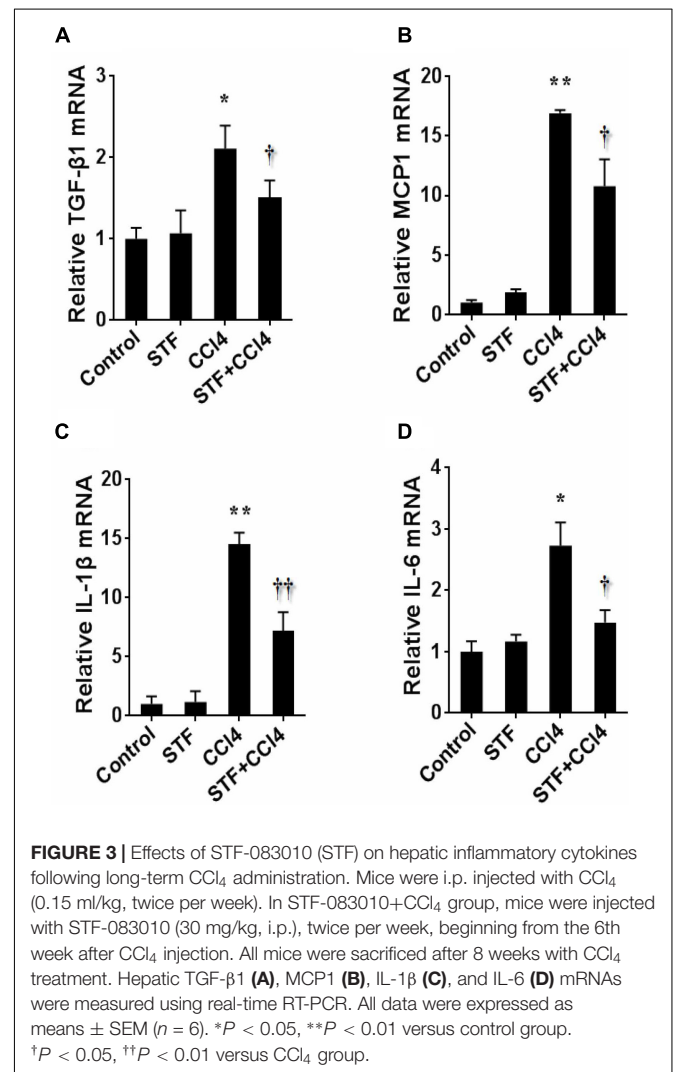 A
Relative TGF-β1 mRNA
3
2
1
0
*
†
Control
STF
CCl4
STF+CCl4
B
Relative MCP1 mRNA
20
15
10
5
0
**
†
Control
STF
CCl4
STF+CCl4
C
Relative IL-1β mRNA
20
15
10
5
0
**
††
Control
STF
CCl4
STF+CCl4
D
Relative IL-6 mRNA
4
3
2
1
0
*
†
Control
STF
CCl4
STF+CCl4
FIGURE 3 | Effects of STF-083010 (STF) on hepatic inflammatory cytokines
following long-term CCl₄ administration. Mice were i.p. injected with CCl₄
(0.15 ml/kg, twice per week). In STF-083010+CCl₄ group, mice were injected
with STF-083010 (30 mg/kg, i.p.), twice per week, beginning from the 6th
week after CCl₄ injection. All mice were sacrificed after 8 weeks with CCl₄
treatment. Hepatic TGF-β1 (A), MCP1 (B), IL-1β (C), and IL-6 (D) mRNAs
were measured using real-time RT-PCR. All data were expressed as
means ± SEM (n = 6). *P < 0.05, **P < 0.01 versus control group.
†P < 0.05, ††P < 0.01 versus CCl₄ group.